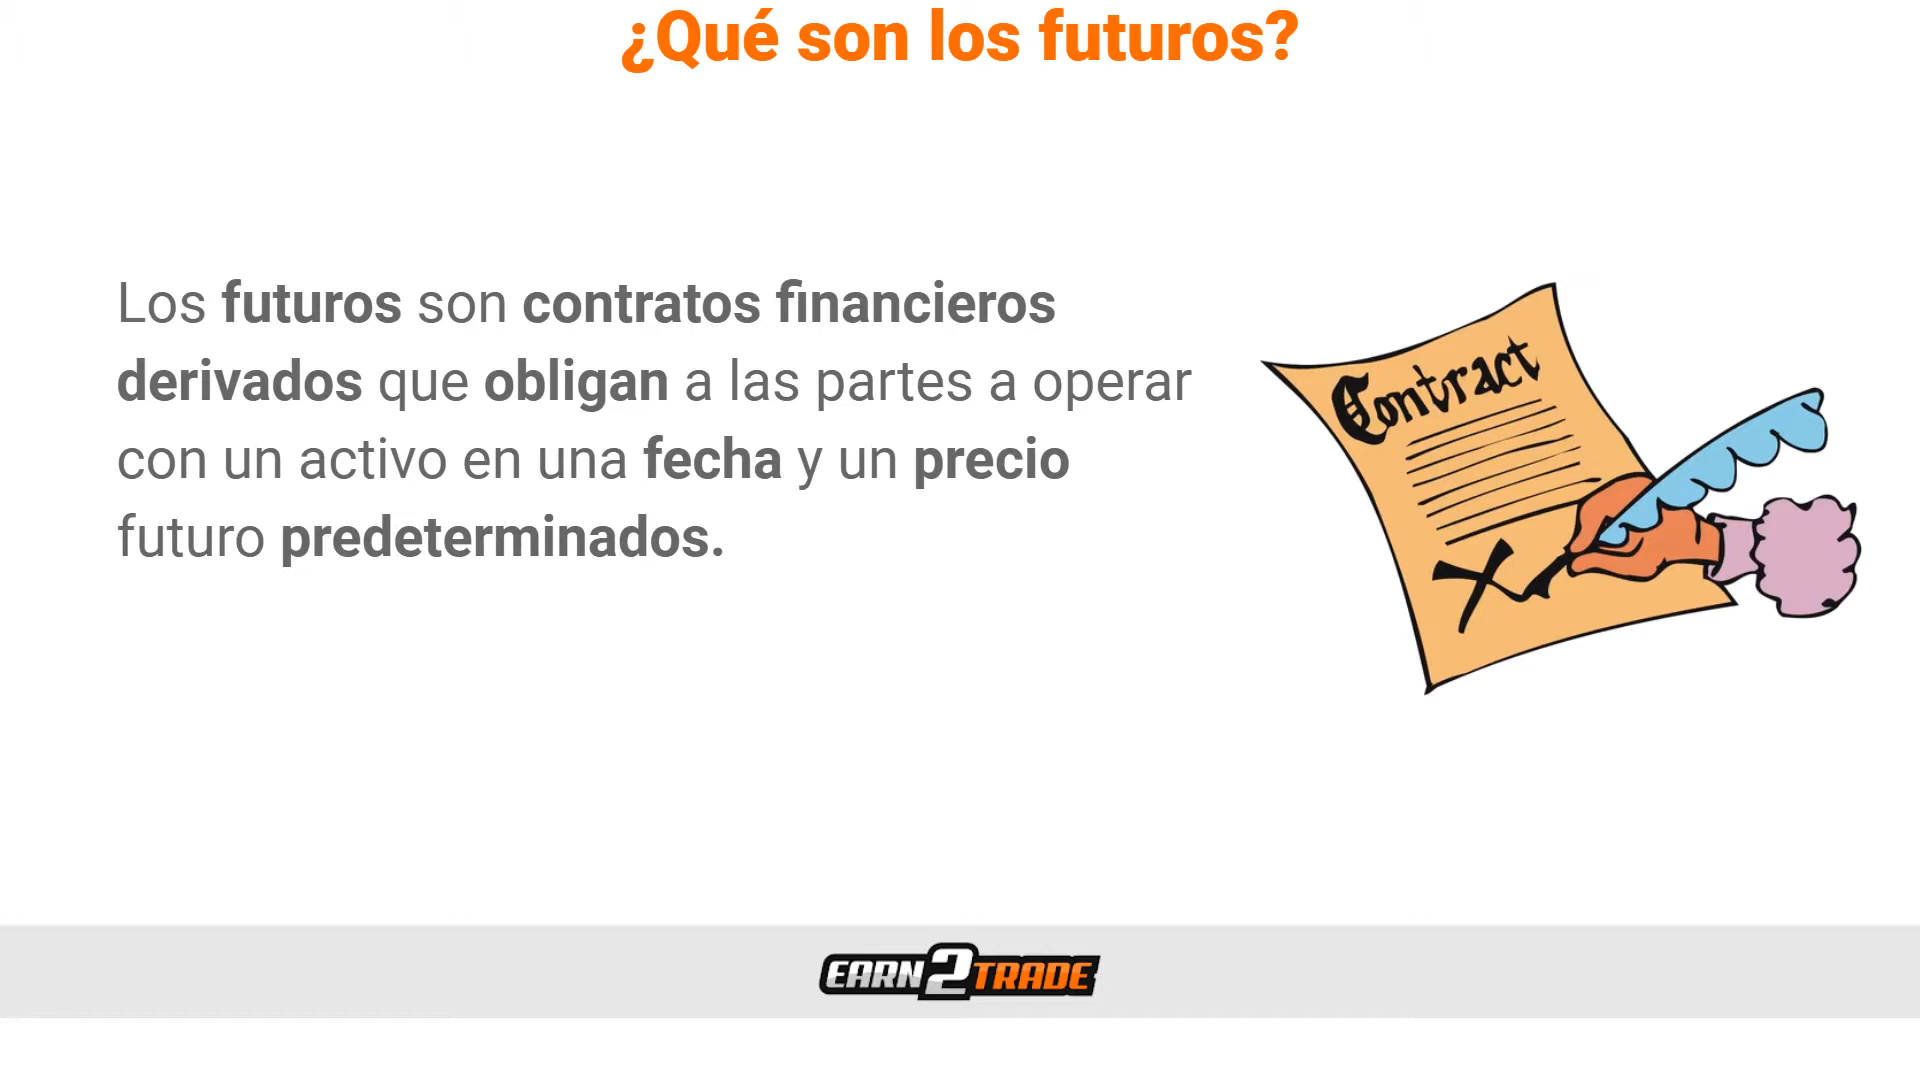 ¿Qué son los futuros?
Los futuros son contratos financieros
derivados que obligan a las partes a operar
con un activo en una fecha y un precio
futuro predeterminados.
Contract
X
EARN2TRADE